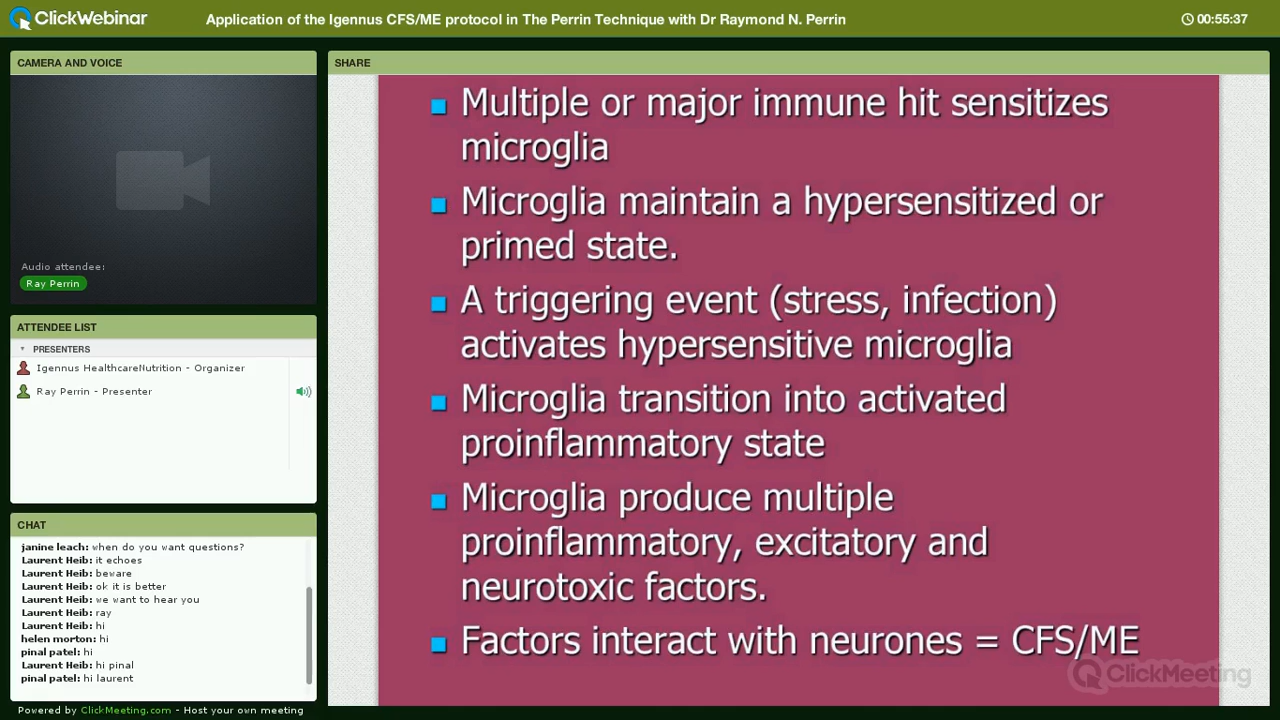 ClickWebinar
Application of the Igennus CFS/ME protocol in The Perrin Technique with Dr Raymond N. Perrin
00:55:37
CAMERA AND VOICE
Audio attendee:
Ray Perrin
ATTENDEE LIST
PRESENTERS
Igennus HealthcareNutrition - Organizer
Ray Perrin - Presenter
CHAT
janine leach: when do you want questions?
Laurent Heib: it echoes
Laurent Heib: beware
Laurent Heib: ok it is better
Laurent Heib: we want to hear you
Laurent Heib: ray
Laurent Heib: hi
helen morton: hi
pinal patel: hi
Laurent Heib: hi pinal
pinal patel: hi laurent
Powered by ClickMeeting.com - Host your own meeting
SHARE
Multiple or major immune hit sensitizes
microglia
Microglia maintain a hypersensitized or
primed state.
A triggering event (stress, infection)
activates hypersensitive microglia
Microglia transition into activated
proinflammatory state
Microglia produce multiple
proinflammatory, excitatory and
neurotoxic factors.
Factors interact with neurones = CFS/ME
ClickMeeting